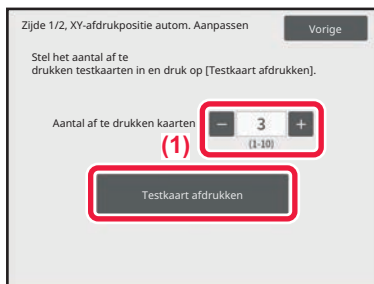 Zijde 1/2, XY-afdrukpositie autom. Aanpassen
Vorige
Stel het aantal af te
drukken testkaarten in en druk op [Testkaart afdrukken].
Aantal af te drukken kaarten − 3 +
(1-10)
(1)
Testkaart afdrukken